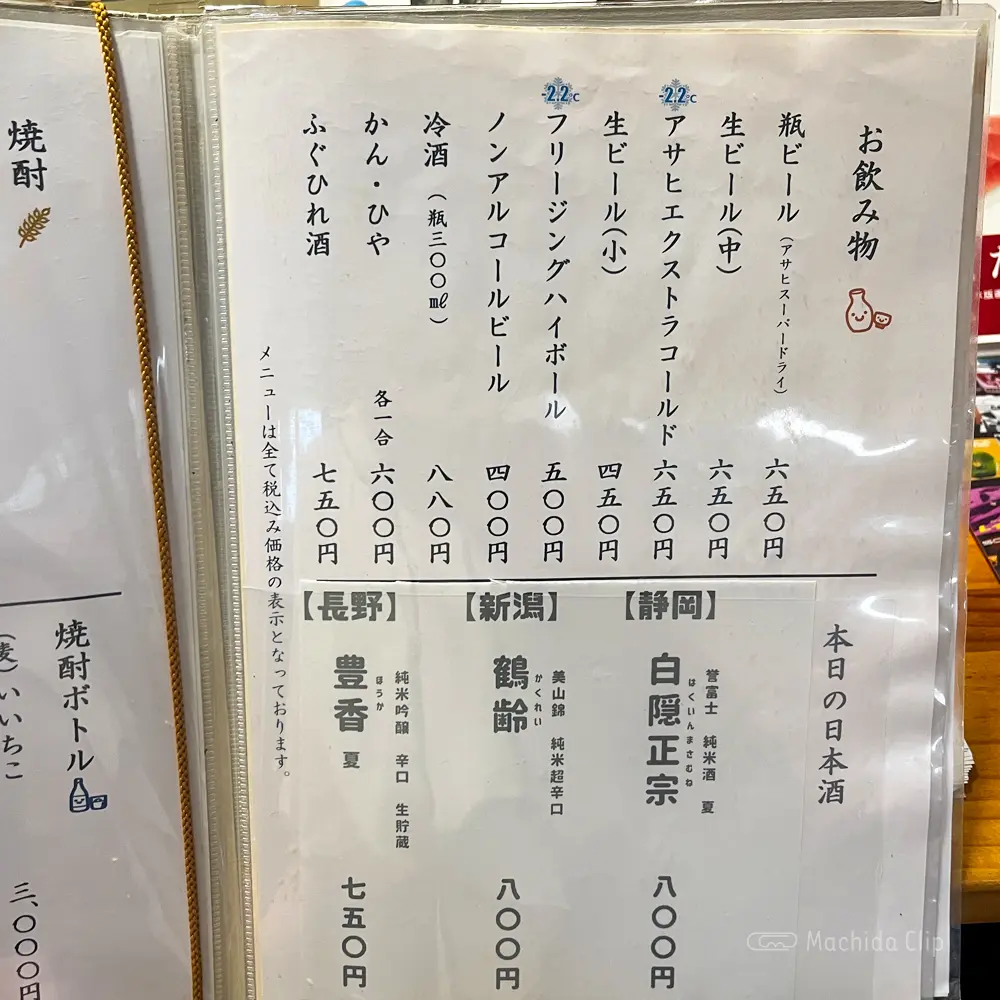 お飲み物
瓶ビール(アサヒスーパードライ) 六五〇円
生ビール(中) 六五〇円
-2.2℃
アサヒエクストラコールド 六五〇円
生ビール(小) 四五〇円
-2.2℃
フリージングハイボール 五〇〇円
ノンアルコールビール 四〇〇円
冷酒(瓶三〇〇㎖) 八八〇円
かん・ひや 各一合 六〇〇円
ふぐひれ酒 七五〇円
メニューは全て税込み価格の表示となっております。
本日の日本酒
【静岡】
誉富士 純米酒 夏
はくいんまさむね
白隠正宗 八〇〇円
【新潟】
美山錦 純米超辛口
かくれい
鶴齢 八〇〇円
【長野】
純米吟醸 辛口 生貯蔵
ほうか
豊香 夏 七五〇円
焼酎
焼酎ボトル
いいちこ 三、〇〇〇円
Machida Clip